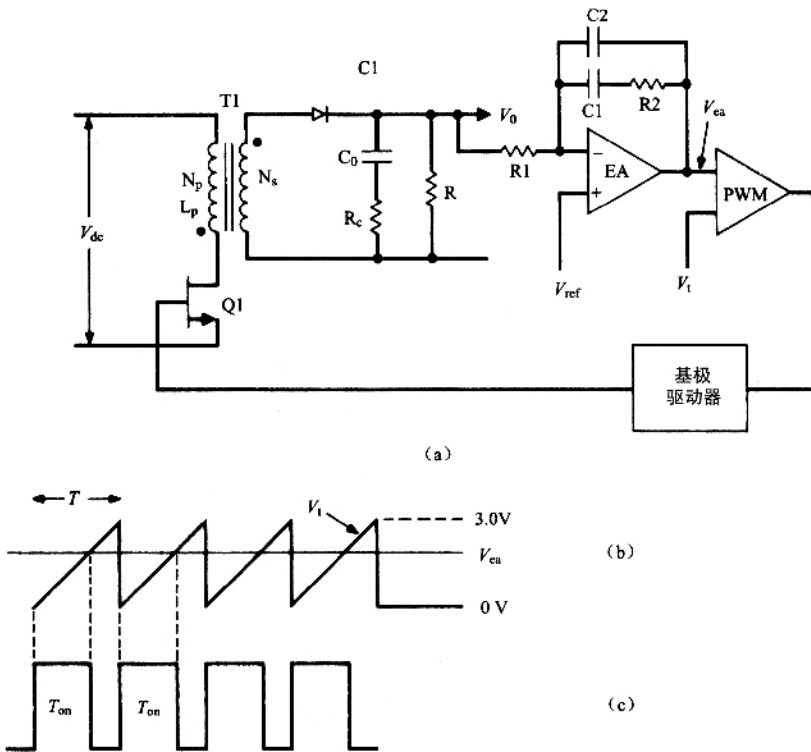 C2
C1
C1
R2
T1
V0
Vea
C0
R1
EA
−
+
PWM
Np
Ns
Lp
R
Vdc
Rc
Vref
Vt
Q1
基极
驱动器
(a)
T
Vt
3.0V
Vea
(b)
0 V
Ton
Ton
(c)